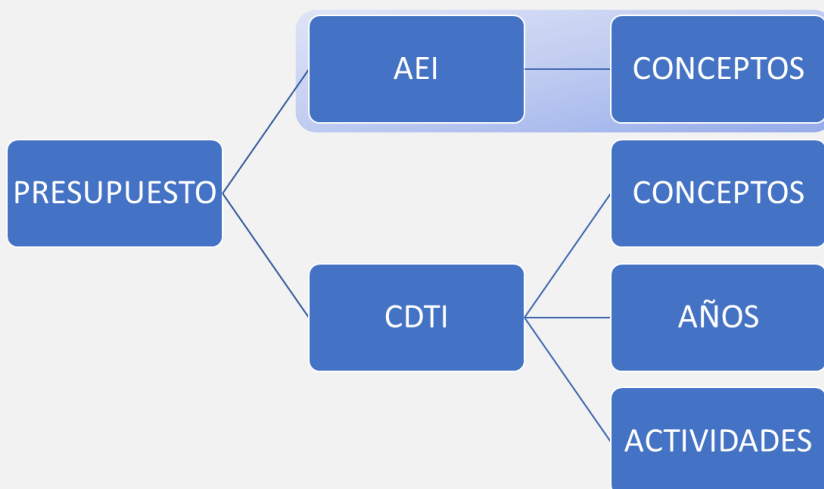 AEI
CONCEPTOS
PRESUPUESTO
CONCEPTOS
CDTI
AÑOS
ACTIVIDADES